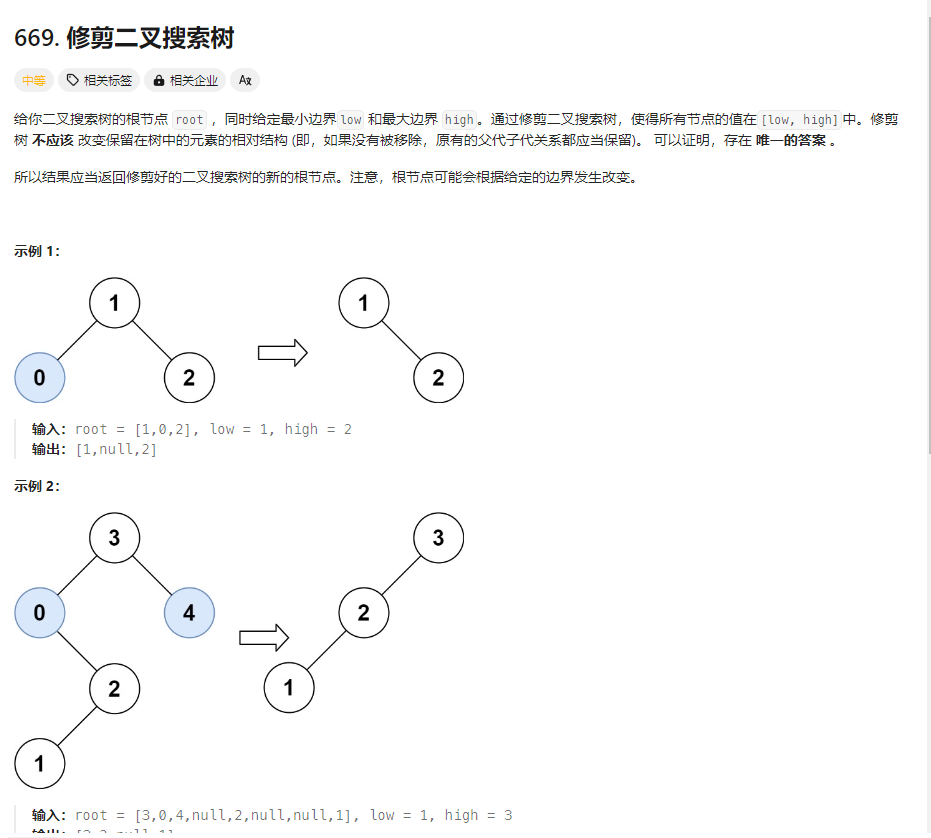 669. 修剪二叉搜索树
中等 相关标签 相关企业 Ax
给你二叉搜索树的根节点 root ，同时给定最小边界low 和最大边界 high。通过修剪二叉搜索树，使得所有节点的值在[low, high]中。修剪
树 不应该 改变保留在树中的元素的相对结构 (即，如果没有被移除，原有的父代子代关系都应当保留)。 可以证明，存在 唯一的答案 。
所以结果应当返回修剪好的二叉搜索树的新的根节点。注意，根节点可能会根据给定的边界发生改变。
示例 1：
1 1
0 2 2
输入：root = [1,0,2], low = 1, high = 2
输出：[1,null,2]
示例 2：
3 3
0 4 2
2 1
1
输入：root = [3,0,4,null,2,null,null,1], low = 1, high = 3